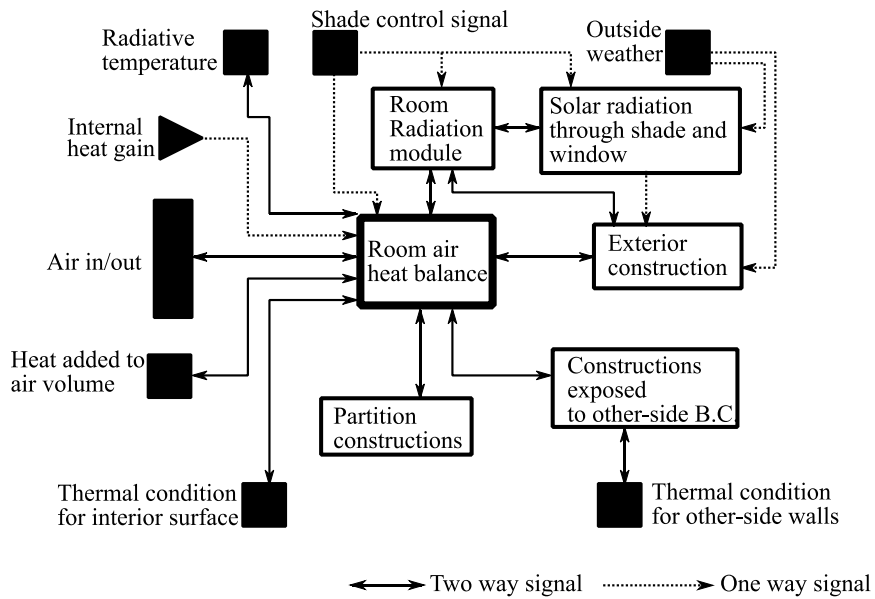 Shade control signal
Radiative
temperature
Outside
weather
Room
Radiation
module
Solar radiation
through shade and
window
Internal
heat gain
Air in/out
Room air
heat balance
Exterior
construction
Heat added to
air volume
Constructions
exposed
to other-side B.C.
Partition
constructions
Thermal condition
for interior surface
Thermal condition
for other-side walls
Two way signal
One way signal